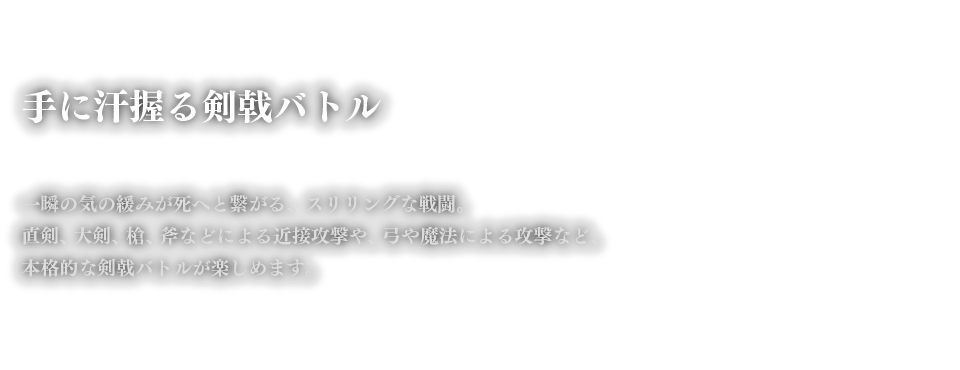 手に汗握る剣戟バトル
一瞬の気の緩みが死へと繋がる、スリリングな戦闘。
直剣、大剣、槍、斧などによる近接攻撃や、弓や魔法による攻撃など、
本格的な剣戟バトルが楽しめます。